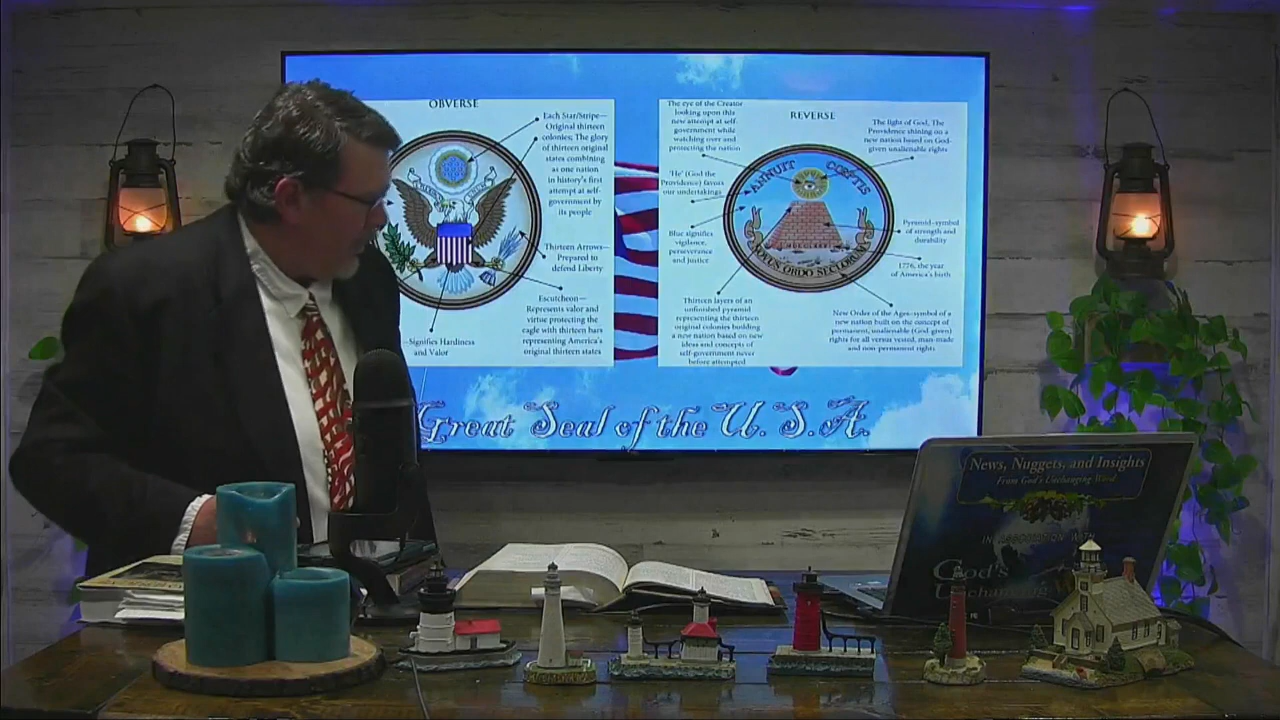 OBVERSE
Each Star/Stripe—
Original thirteen
colonies; The glory
of thirteen original
states combining
as one nation
in history's first
attempt at self-
government by
its people
Thirteen Arrows—
Prepared to
defend Liberty
Escutcheon—
Represents valor and
virtue protecting the
eagle with thirteen bars
representing America's
original thirteen states
—Signifies Hardiness
and Valor
The eye of the Creator
looking upon this
new attempt at self-
government while
watching over and
protecting the nation
'He' (God the
Providence) favors
our undertakings
Blue signifies
vigilance,
perseverance
and justice
Thirteen layers of an
unfinished pyramid
representing the thirteen
original colonies building
a new nation based on new
ideas and concepts of
self-government never
before attempted
REVERSE
ANNUIT COEPTIS
NOVUS ORDO SECLORUM
The light of God, The
Providence shining on a
new nation based on God-
given unalienable rights
Pyramid–symbol
of strength and
durability
1776, the year
of America's birth
New Order of the Ages–symbol of a
new nation built on the concept of
permanent, unalienable (God-given)
rights for all versus vested, man-made
and non-permanent rights
Great Seal of the U. S. A.
News, Nuggets, and Insights
From God's Unchanging Word
IN ASSOCIATION WITH
God's
Unchanging